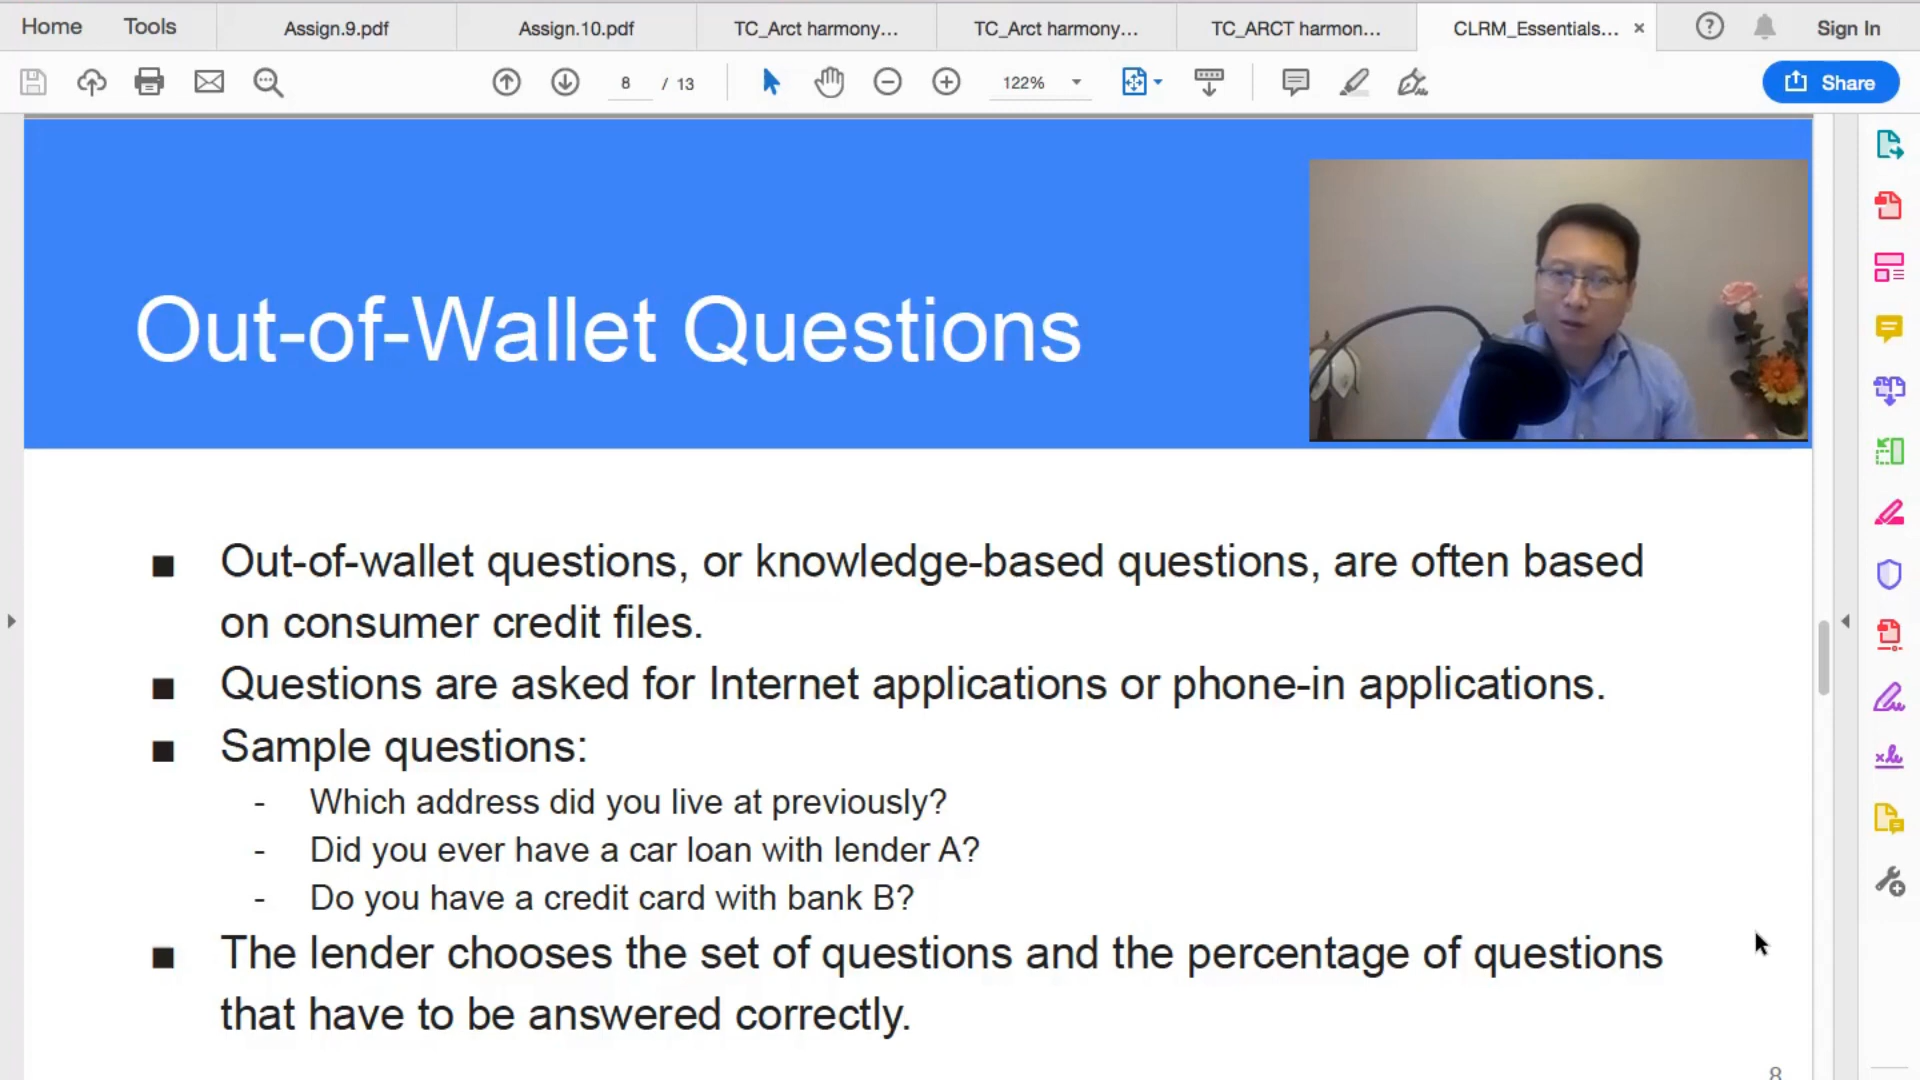 Home Tools Assign.9.pdf Assign.10.pdf TC_Arct harmony... TC_Arct harmony... TC_ARCT harmon... CLRM_Essentials... × Sign In
8 / 13 122% Share
Out-of-Wallet Questions
■ Out-of-wallet questions, or knowledge-based questions, are often based
on consumer credit files.
■ Questions are asked for Internet applications or phone-in applications.
■ Sample questions:
- Which address did you live at previously?
- Did you ever have a car loan with lender A?
- Do you have a credit card with bank B?
■ The lender chooses the set of questions and the percentage of questions
that have to be answered correctly.
8